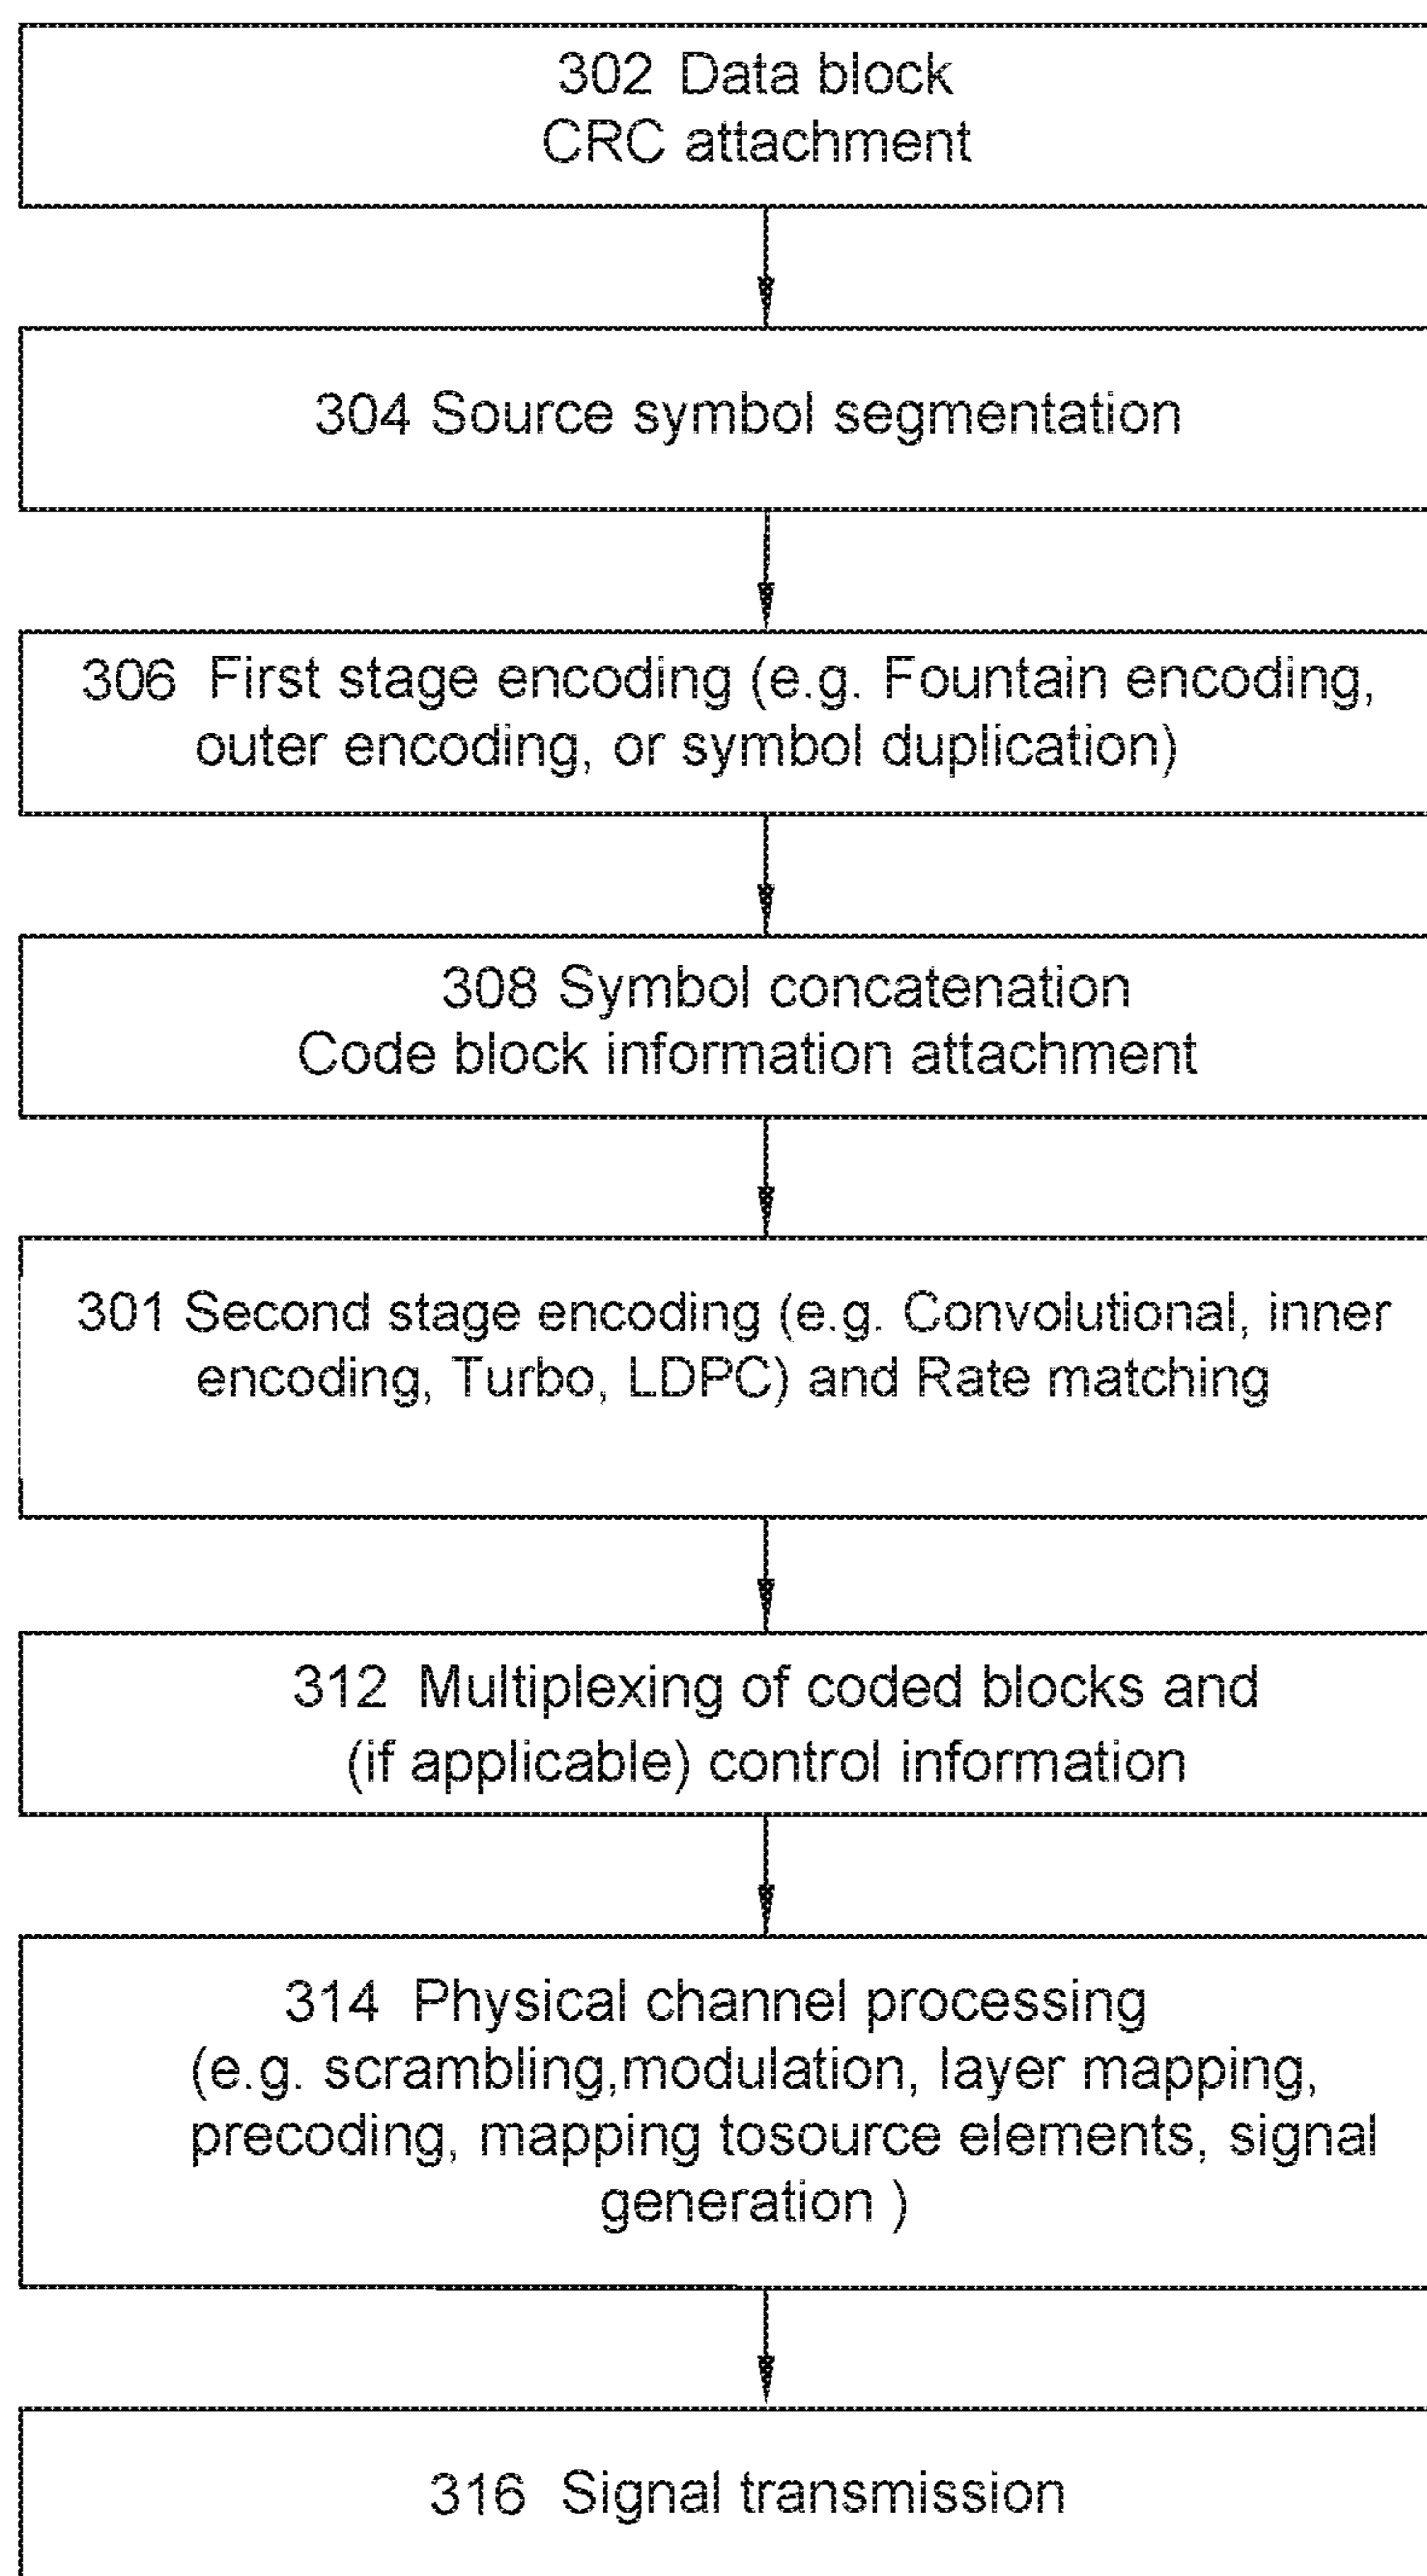 302 Data block
CRC attachment
304 Source symbol segmentation
306 First stage encoding (e.g. Fountain encoding,
outer encoding, or symbol duplication)
308 Symbol concatenation
Code block information attachment
301 Second stage encoding (e.g. Convolutional, inner
encoding, Turbo, LDPC) and Rate matching
312 Multiplexing of coded blocks and
(if applicable) control information
314 Physical channel processing
(e.g. scrambling,modulation, layer mapping,
precoding, mapping tosource elements, signal
generation )
316 Signal transmission